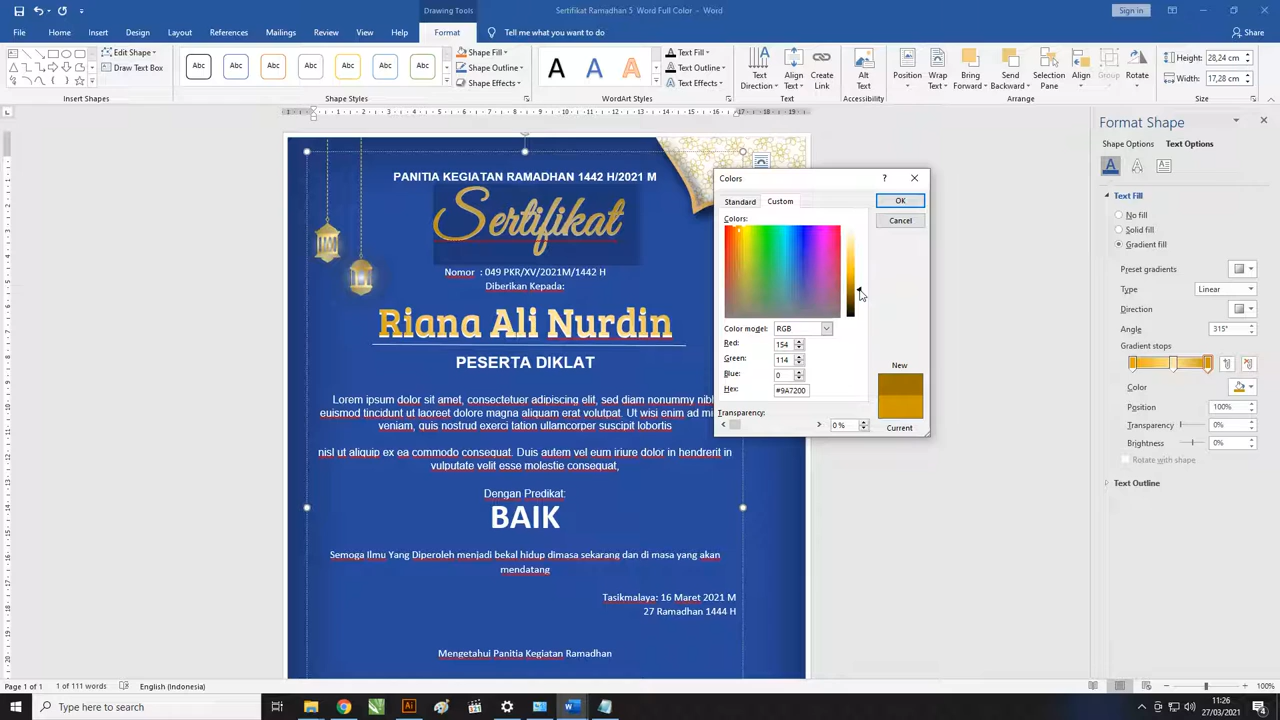 Drawing Tools
Sertifikat Ramadhan 5 Word Full Color - Word
Sign in
File Home Insert Draw Design Layout References Mailings Review View Help Format Tell me what you want to do Share
Edit Shape
Draw Text Box
Insert Shapes
Abc Abc Abc Abc Abc Abc Abc
Shape Fill
Shape Outline
Shape Effects
Shape Styles
A A A
Text Fill
Text Outline
Text Effects
WordArt Styles
Text Direction
Align Text
Create Link
Text
Alt Text
Accessibility
Position
Wrap Text
Bring Forward
Send Backward
Selection Pane
Align
Rotate
Arrange
Height: 28,24 cm
Width: 17,28 cm
Size
PANITIA KEGIATAN RAMADHAN 1442 H/2021 M
Sertifikat
Nomor : 049 PKR/XV/2021M/1442 H
Diberikan Kepada:
Riana Ali Nurdin
PESERTA DIKLAT
Lorem ipsum dolor sit amet, consectetuer adipiscing elit, sed diam nonummy nibl
euismod tincidunt ut laoreet dolore magna aliquam erat volutpat. Ut wisi enim ad mi
veniam, quis nostrud exerci tation ullamcorper suscipit lobortis
nisl ut aliquip ex ea commodo consequat. Duis autem vel eum iriure dolor in hendrerit in
vulputate velit esse molestie consequat,
Dengan Predikat:
BAIK
Semoga Ilmu Yang Diperoleh menjadi bekal hidup dimasa sekarang dan di masa yang akan
mendatang
Tasikmalaya: 16 Maret 2021 M
27 Ramadhan 1444 H
Mengetahui Panitia Kegiatan Ramadhan
Colors
?
Standard Custom
OK
Cancel
Colors:
Color model: RGB
Red: 154
Green: 114
Blue: 0
Hex: #9A7200
Transparency:
0 %
New
Current
Format Shape
Shape Options Text Options
Text Fill
No fill
Solid fill
Gradient fill
Preset gradients
Type Linear
Direction
Angle 315°
Gradient stops
Color
Position 100%
Transparency 0%
Brightness 0%
Rotate with shape
Text Outline
Page 1 of 1 1 of 111 words English (Indonesia) 100%
Type here to search
11:26
27/03/2021